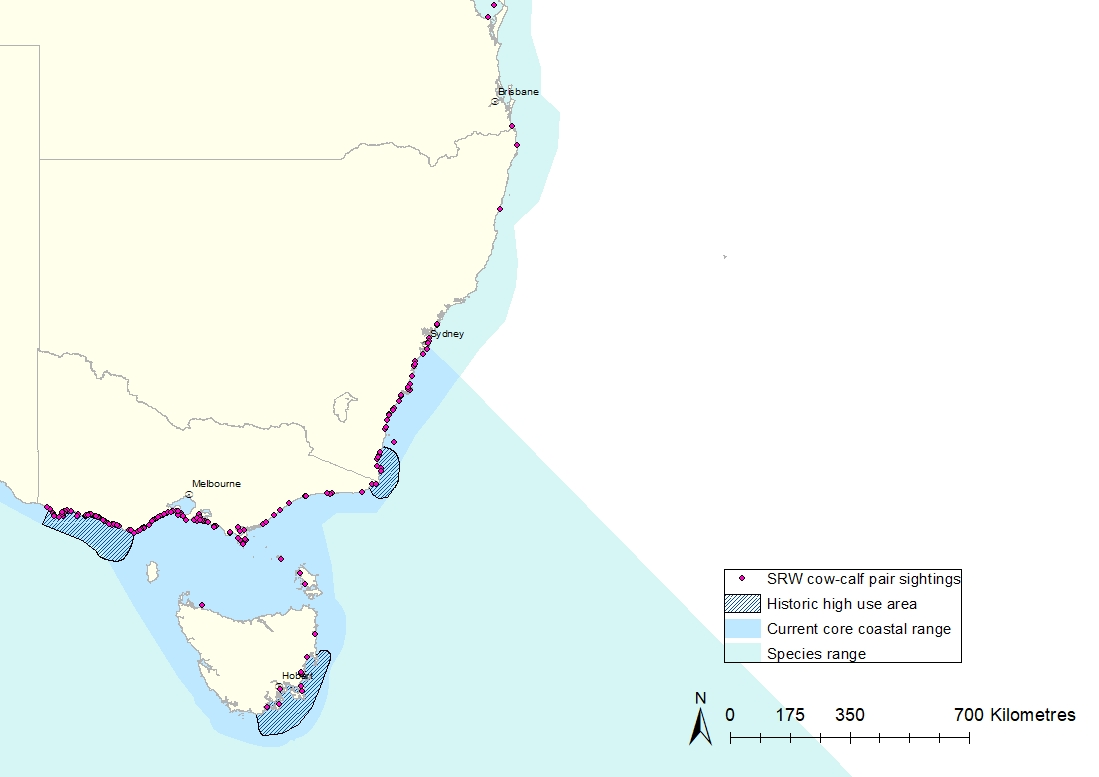 Brisbane
Sydney
Melbourne
Hobart
SRW cow-calf pair sightings
Historic high use area
Current core coastal range
Species range
N
0 175 350 700 Kilometres